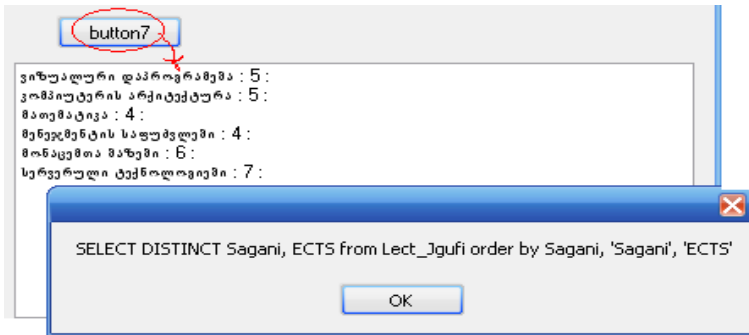 button7
ვიზუალური დაპროგრამება : 5 :
კომპიუტერის არქიტექტურა : 5 :
მათემატიკა : 4 :
მენეჯმენტის საფუძვლები : 4 :
მონაცემთა ბაზები : 6 :
სერვერული ტექნოლოგიები : 7 :
SELECT DISTINCT Sagani, ECTS from Lect_Jgufi order by Sagani, 'Sagani', 'ECTS'
OK